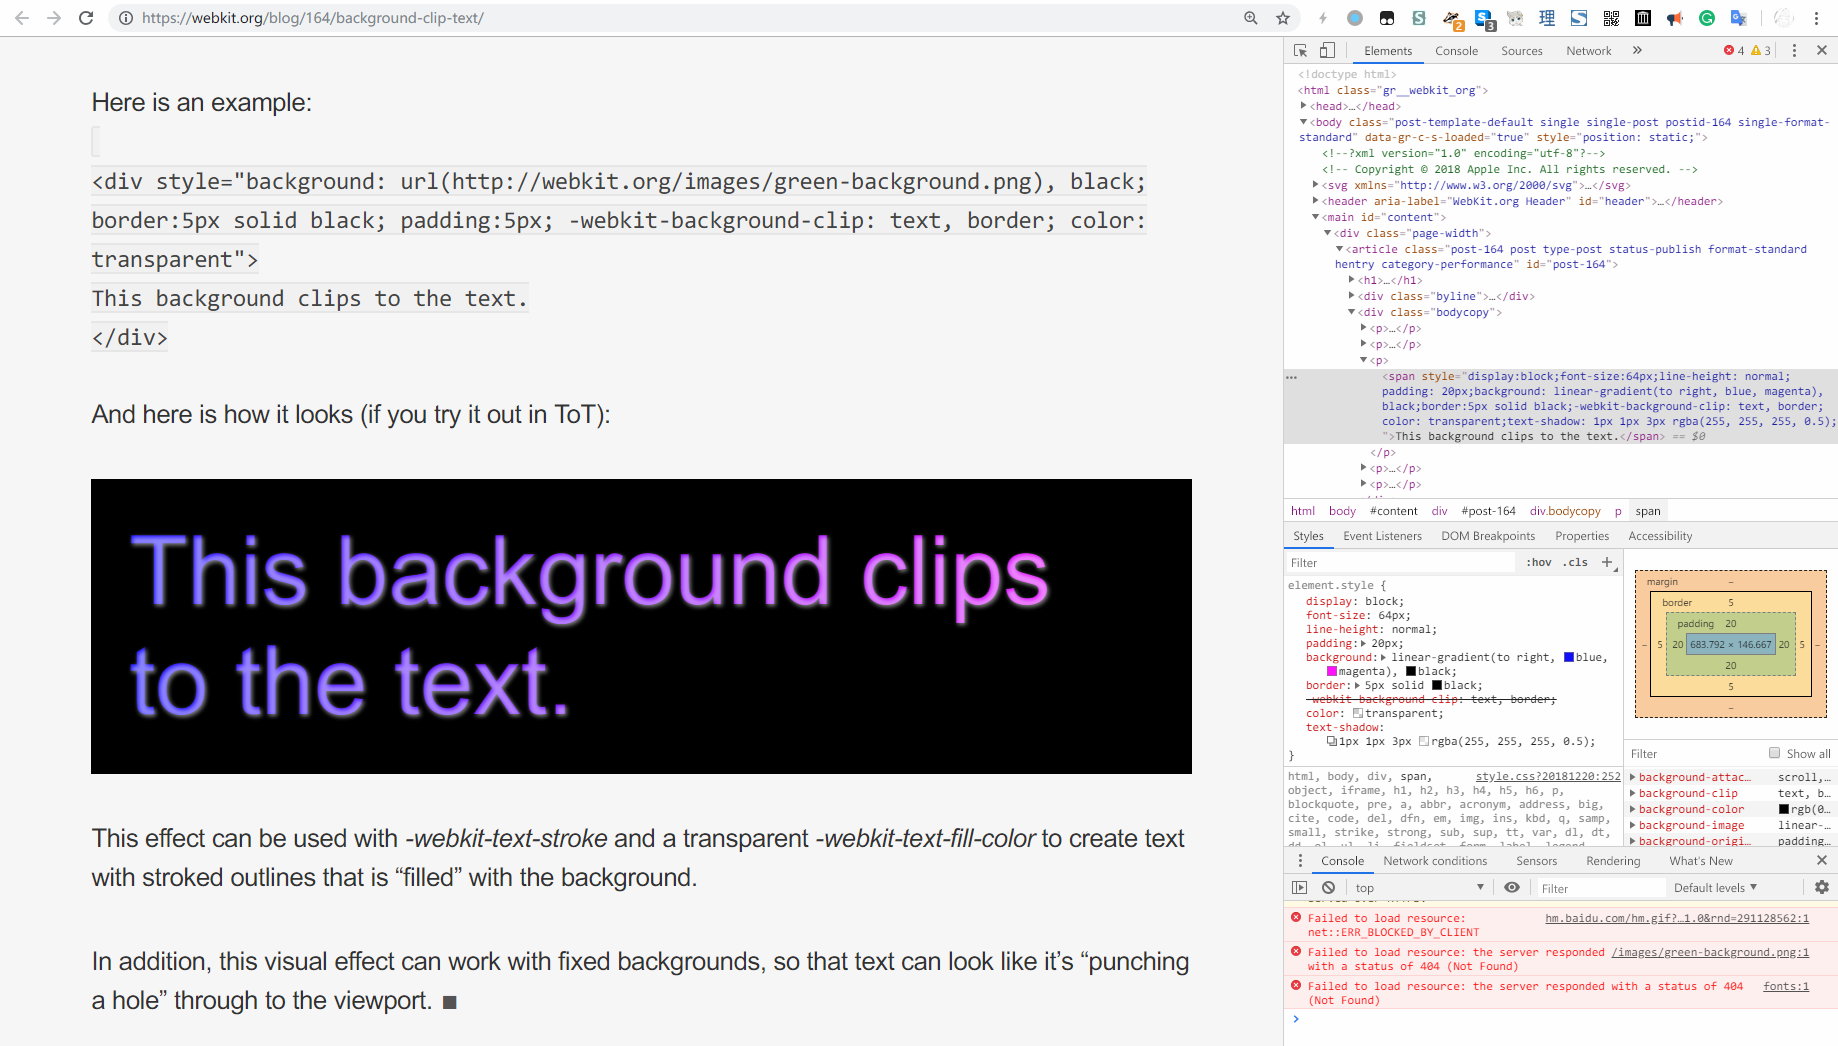 https://webkit.org/blog/164/background-clip-text/
2
3
理
Here is an example:
<div style="background: url(http://webkit.org/images/green-background.png), black;
border:5px solid black; padding:5px; -webkit-background-clip: text, border; color:
transparent">
This background clips to the text.
</div>
And here is how it looks (if you try it out in ToT):
This background clips
to the text.
This effect can be used with -webkit-text-stroke and a transparent -webkit-text-fill-color to create text
with stroked outlines that is “filled” with the background.
In addition, this visual effect can work with fixed backgrounds, so that text can look like it’s “punching
a hole” through to the viewport. ■
Elements Console Sources Network » 4 3
<!doctype html>
<html class="gr__webkit_org">
<head>…</head>
<body class="post-template-default single single-post postid-164 single-format-
standard" data-gr-c-s-loaded="true" style="position: static;">
<!--?xml version="1.0" encoding="utf-8"?-->
<!-- Copyright © 2018 Apple Inc. All rights reserved. -->
<svg xmlns="http://www.w3.org/2000/svg">…</svg>
<header aria-label="WebKit.org Header" id="header">…</header>
<main id="content">
<div class="page-width">
<article class="post-164 post type-post status-publish format-standard
hentry category-performance" id="post-164">
<h1>…</h1>
<div class="byline">…</div>
<div class="bodycopy">
<p>…</p>
<p>…</p>
<p>
<span style="display:block;font-size:64px;line-height: normal;
padding: 20px;background: linear-gradient(to right, blue, magenta),
black;border:5px solid black;-webkit-background-clip: text, border;
color: transparent;text-shadow: 1px 1px 3px rgba(255, 255, 255, 0.5);
">This background clips to the text.</span> == $0
</p>
<p>…</p>
<p>…</p>
html body #content div #post-164 div.bodycopy p span
Styles Event Listeners DOM Breakpoints Properties Accessibility
Filter :hov .cls +
element.style {
display: block;
font-size: 64px;
line-height: normal;
padding: 20px;
background: linear-gradient(to right, blue,
magenta), black;
border: 5px solid black;
-webkit-background-clip: text, border;
color: transparent;
text-shadow:
1px 1px 3px rgba(255, 255, 255, 0.5);
}
html, body, div, span, style.css?20181220:252
object, iframe, h1, h2, h3, h4, h5, h6, p,
blockquote, pre, a, abbr, acronym, address, big,
cite, code, del, dfn, em, img, ins, kbd, q, samp,
small, strike, strong, sub, sup, tt, var, dl, dt,
dd, ol, ul, li, fieldset, form, label, legend,
margin –
border 5
padding 20
– 5 20 683.792 × 146.667 20 5 –
20
5
–
Filter Show all
background-attac… scroll,…
background-clip text, b…
background-color rgb(0…
background-image linear-…
background-origi… padding…
Console Network conditions Sensors Rendering What's New
top Filter Default levels
Failed to load resource: hm.baidu.com/hm.gif?…1.0&rnd=291128562:1
net::ERR_BLOCKED_BY_CLIENT
Failed to load resource: the server responded /images/green-background.png:1
with a status of 404 (Not Found)
Failed to load resource: the server responded with a status of 404 fonts:1
(Not Found)